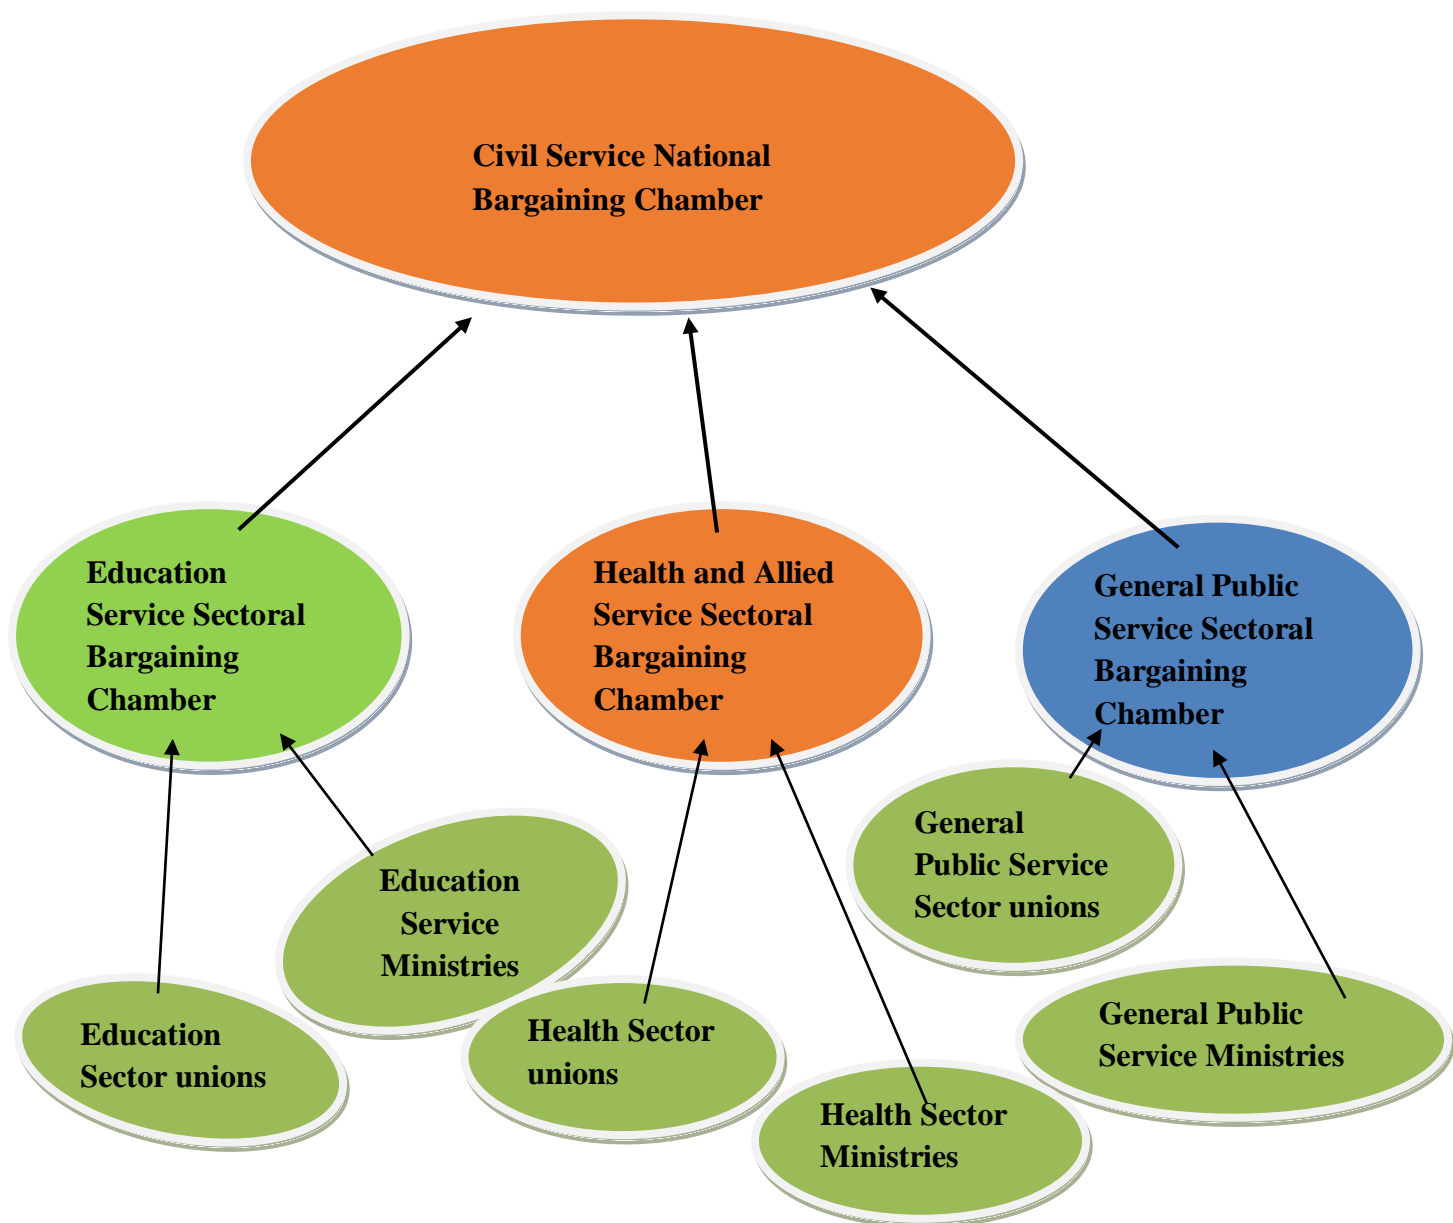 Civil Service National
Bargaining Chamber
Education
Service Sectoral
Bargaining
Chamber
Health and Allied
Service Sectoral
Bargaining
Chamber
General Public
Service Sectoral
Bargaining
Chamber
General
Public Service
Sector unions
Education
Service
Ministries
Education
Sector unions
Health Sector
unions
General Public
Service Ministries
Health Sector
Ministries